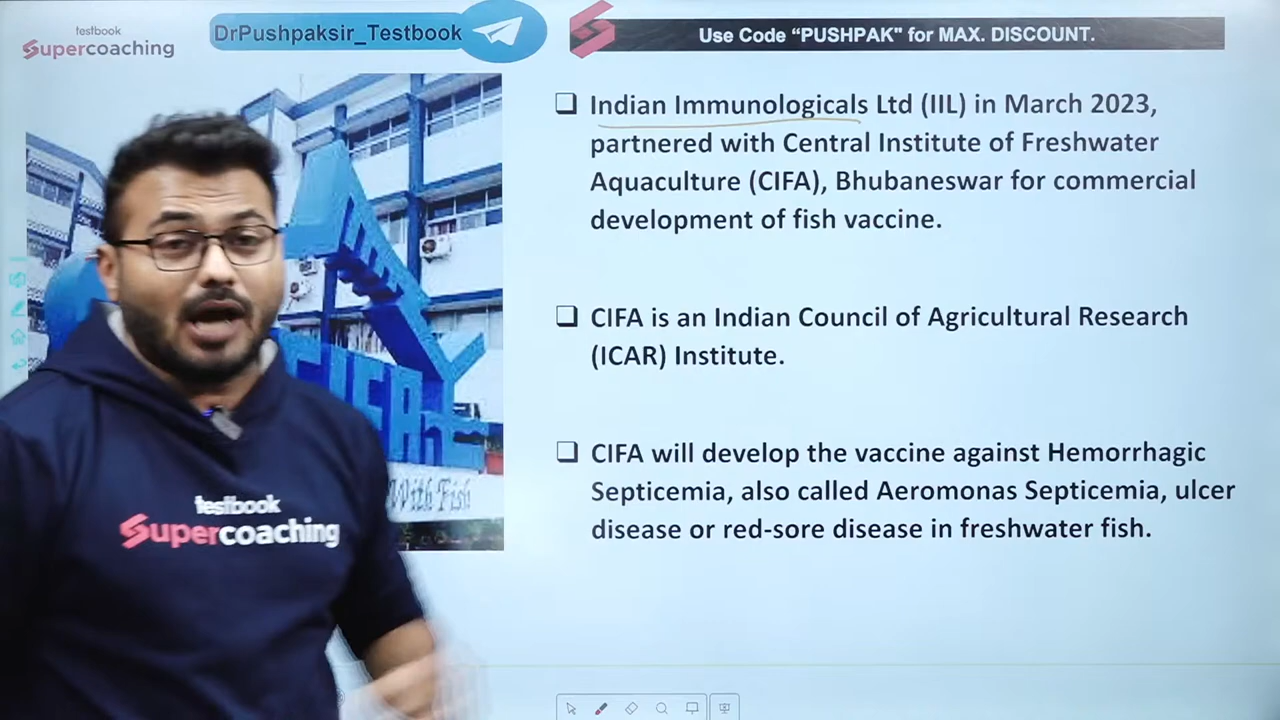 testbook
Supercoaching
DrPushpaksir_Testbook
Use Code “PUSHPAK" for MAX. DISCOUNT.
Indian Immunologicals Ltd (IIL) in March 2023,
partnered with Central Institute of Freshwater
Aquaculture (CIFA), Bhubaneswar for commercial
development of fish vaccine.
CIFA is an Indian Council of Agricultural Research
(ICAR) Institute.
CIFA will develop the vaccine against Hemorrhagic
Septicemia, also called Aeromonas Septicemia, ulcer
disease or red-sore disease in freshwater fish.
CIFA
With Fish
testbook
Supercoaching